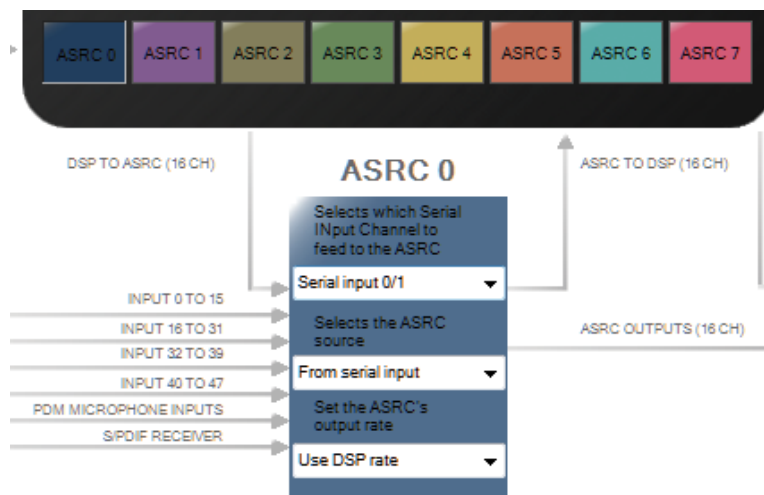 ASRC 0 ASRC 1 ASRC 2 ASRC 3 ASRC 4 ASRC 5 ASRC 6 ASRC 7
DSP TO ASRC (16 CH)
ASRC 0
ASRC TO DSP (16 CH)
Selects which Serial
INput Channel to
feed to the ASRC
Serial input 0/1
INPUT 0 TO 15
INPUT 16 TO 31
Selects the ASRC
source
ASRC OUTPUTS (16 CH)
INPUT 32 TO 39
From serial input
INPUT 40 TO 47
PDM MICROPHONE INPUTS
Set the ASRC's
output rate
S/PDIF RECEIVER
Use DSP rate